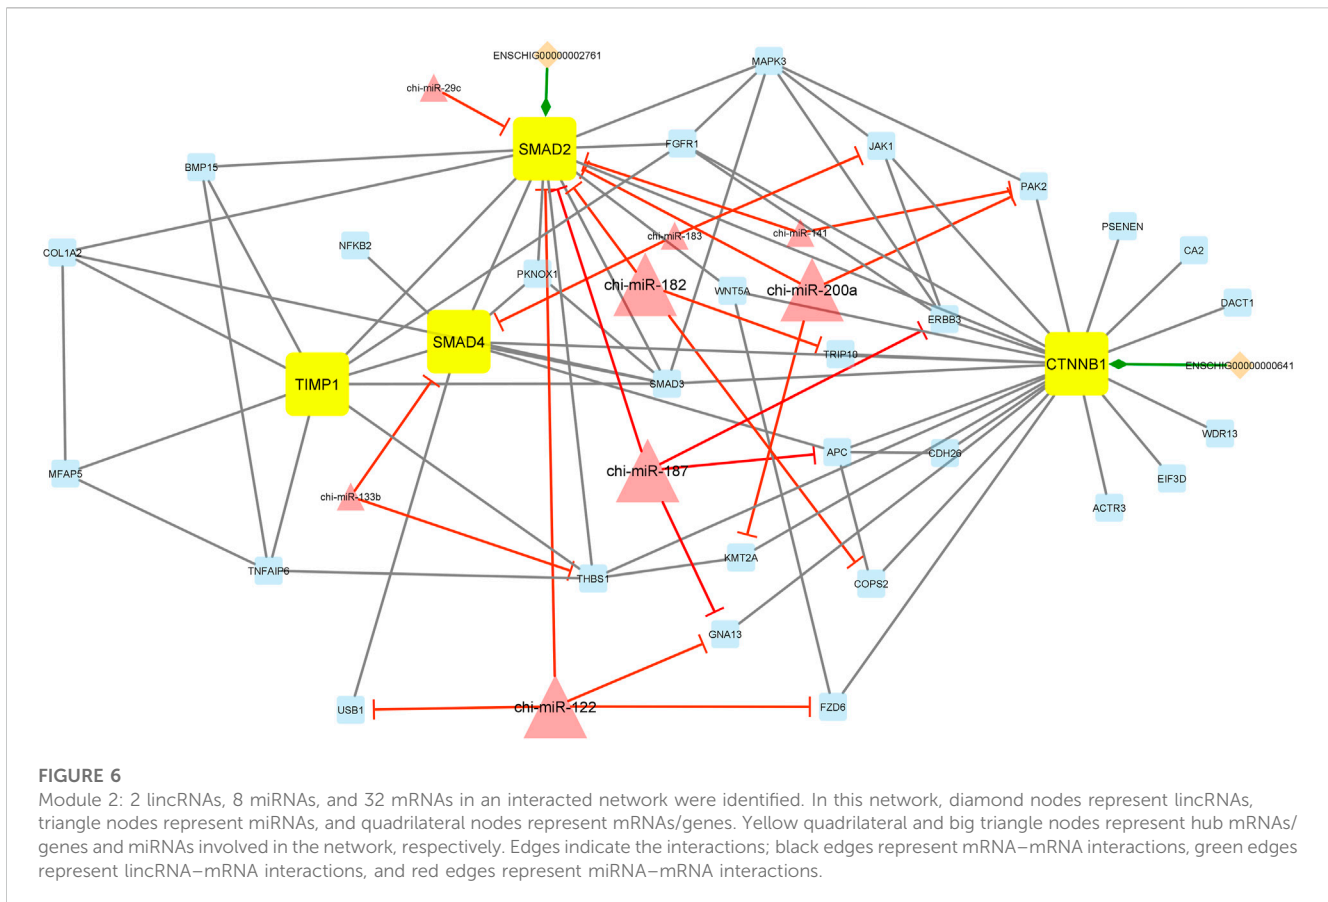 ENSCHIG00000002761
MAPK3
chi-miR-29c
SMAD2
FGFR1
JAK1
BMP15
PAK2
PSENEN
chi-miR-183
chi-miR-141
NFKB2
CA2
COL1A2
PKNOX1
chi-miR-182
WNT5A
chi-miR-200a
DACT1
ERBB3
SMAD4
TRIP10
CTNNB1
ENSCHIG00000000641
TIMP1
SMAD3
WDR13
APC
CDH26
MFAP5
chi-miR-187
EIF3D
chi-miR-133b
ACTR3
KMT2A
TNFAIP6
THBS1
COPS2
GNA13
USB1
chi-miR-122
FZD6
FIGURE 6
Module 2: 2 lincRNAs, 8 miRNAs, and 32 mRNAs in an interacted network were identified. In this network, diamond nodes represent lincRNAs,
triangle nodes represent miRNAs, and quadrilateral nodes represent mRNAs/genes. Yellow quadrilateral and big triangle nodes represent hub mRNAs/
genes and miRNAs involved in the network, respectively. Edges indicate the interactions; black edges represent mRNA–mRNA interactions, green edges
represent lincRNA–mRNA interactions, and red edges represent miRNA–mRNA interactions.